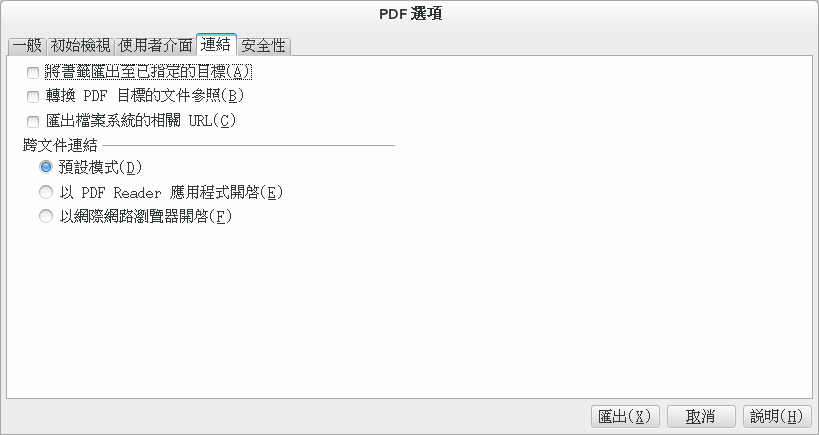 PDF 選項
一般 初始檢視 使用者介面 連結 安全性
將書籤匯出至已指定的目標(A)
轉換 PDF 目標的文件參照(B)
匯出檔案系統的相關 URL(C)
跨文件連結
預設模式(D)
以 PDF Reader 應用程式開啓(E)
以網際網路瀏覽器開啓(F)
匯出(X) 取消 説明(H)